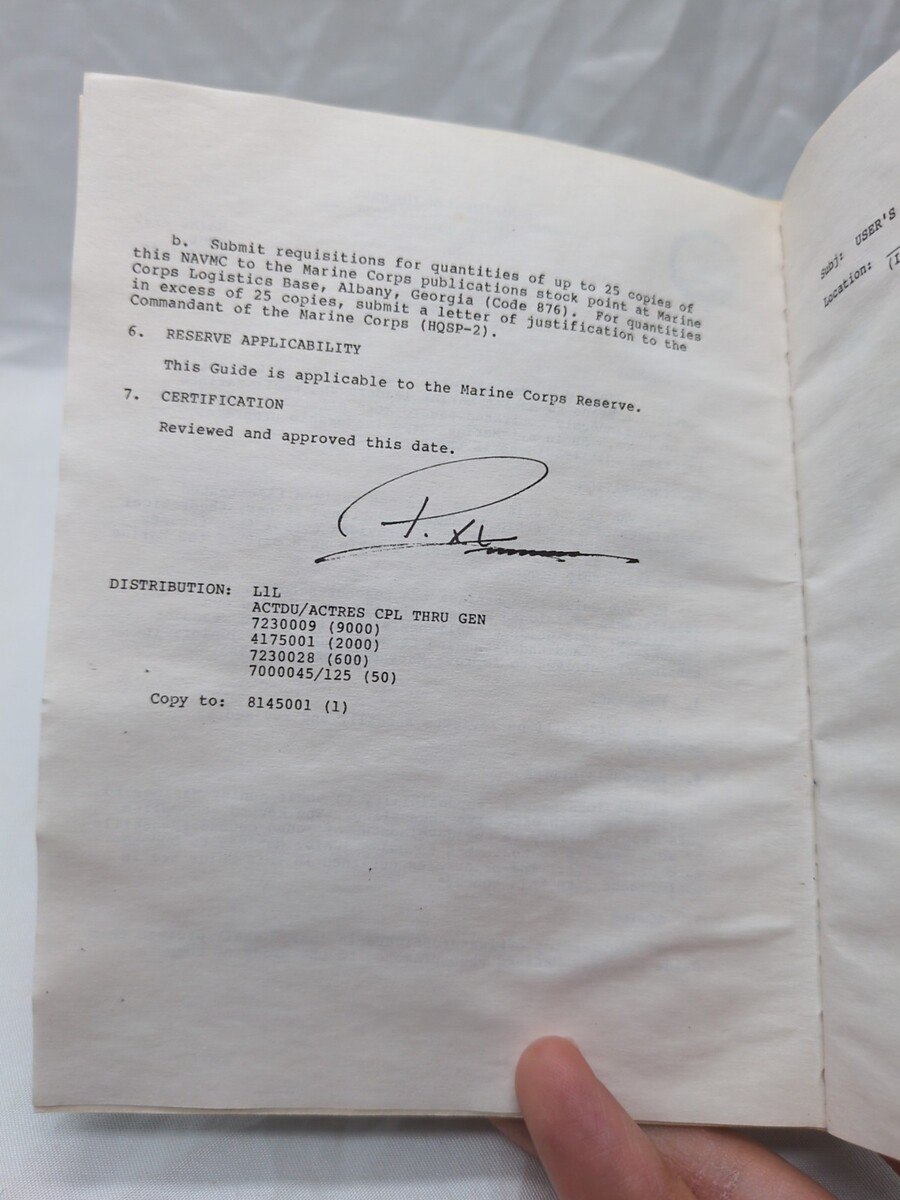 b. Submit requisitions for quantities of up to 25 copies of
this NAVMC to the Marine Corps publications stock point at Marine
Corps Logistics Base, Albany, Georgia (Code 876). For quantities
in excess of 25 copies, submit a letter of justification to the
Commandant of the Marine Corps (HQSP-2).
6. RESERVE APPLICABILITY
This Guide is applicable to the Marine Corps Reserve.
7. CERTIFICATION
Reviewed and approved this date.
DISTRIBUTION: L1L
ACTDU/ACTRES CPL THRU GEN
7230009 (9000)
4175001 (2000)
7230028 (600)
7000045/125 (50)
Copy to: 8145001 (1)
Subj: USER'S
Location: